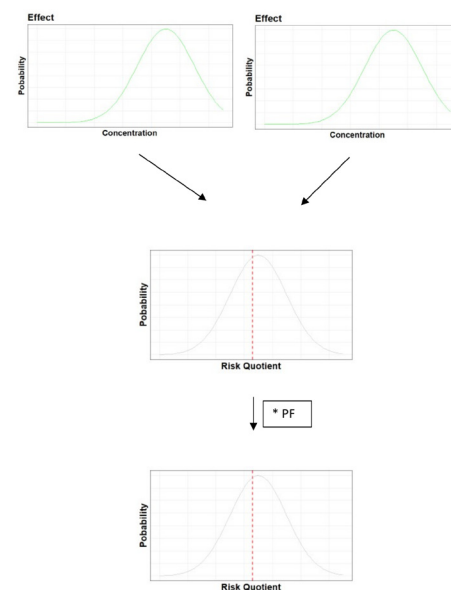 Effect
Pobability
Concentration
Effect
Pobability
Concentration
Pobability
Risk Quotient
* PF
Pobability
Risk Quotient